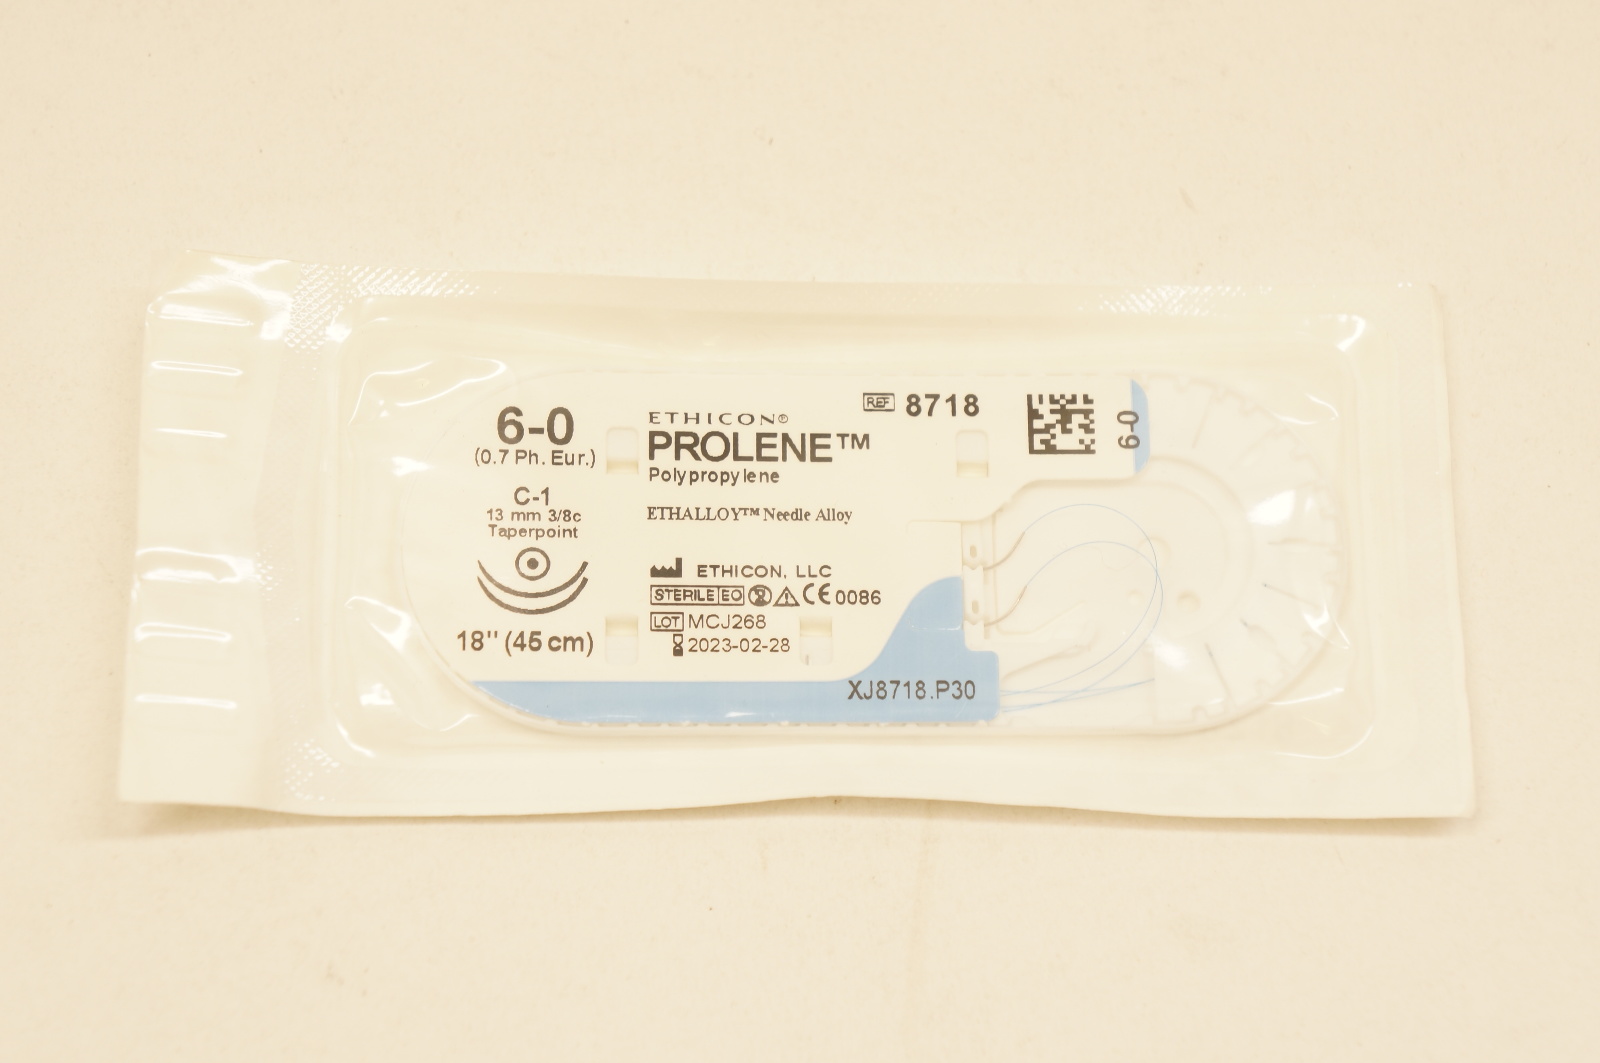 6-0
(0.7 Ph. Eur.)
C-1
13 mm 3/8c
Taperpoint
18" (45 cm)
ETHICON®
PROLENE™
Polypropylene
ETHALLOY™ Needle Alloy
ETHICON, LLC
STERILE EO 2 CE 0086
LOT MCJ268
2023-02-28
REF 8718
6-0
XJ8718.P30